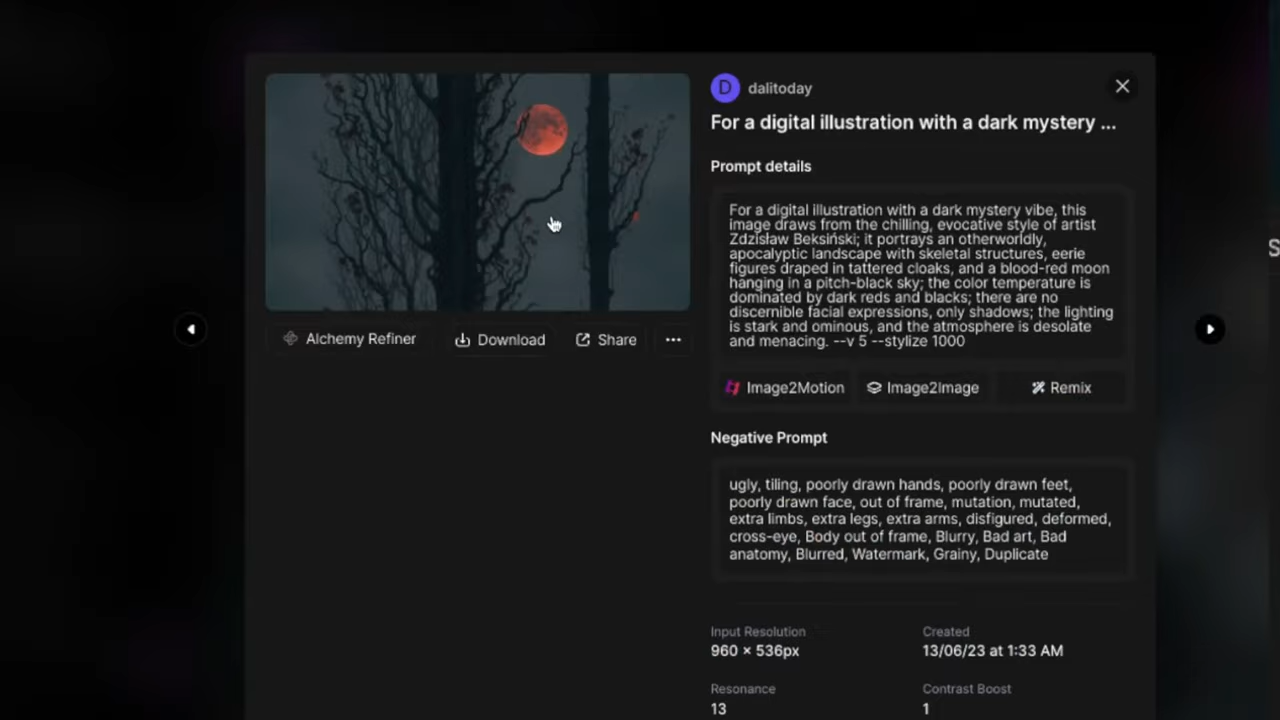 D dalitoday
For a digital illustration with a dark mystery ...
Prompt details
For a digital illustration with a dark mystery vibe, this
image draws from the chilling, evocative style of artist
Zdzisław Beksiński; it portrays an otherworldly,
apocalyptic landscape with skeletal structures, eerie
figures draped in tattered cloaks, and a blood-red moon
hanging in a pitch-black sky; the color temperature is
dominated by dark reds and blacks; there are no
discernible facial expressions, only shadows; the lighting
is stark and ominous, and the atmosphere is desolate
and menacing. --v 5 --stylize 1000
Alchemy Refiner Download Share
Image2Motion Image2Image Remix
Negative Prompt
ugly, tiling, poorly drawn hands, poorly drawn feet,
poorly drawn face, out of frame, mutation, mutated,
extra limbs, extra legs, extra arms, disfigured, deformed,
cross-eye, Body out of frame, Blurry, Bad art, Bad
anatomy, Blurred, Watermark, Grainy, Duplicate
Input Resolution Created
960 × 536px 13/06/23 at 1:33 AM
Resonance Contrast Boost
13 1
S